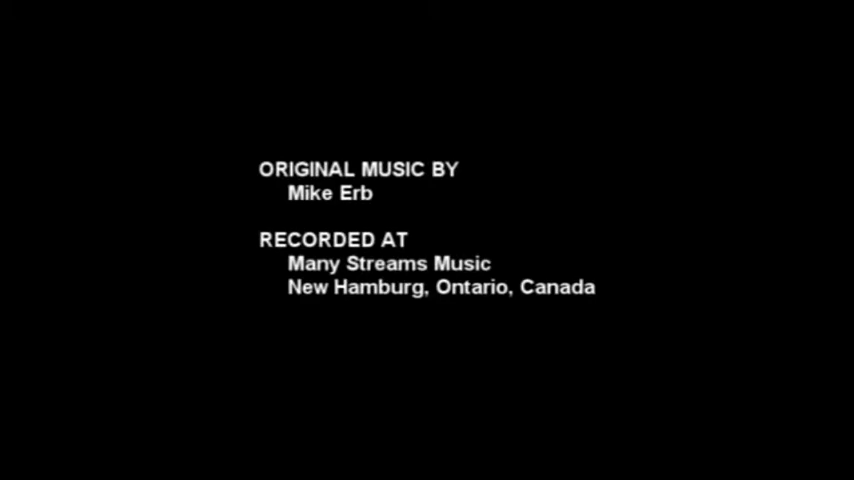 ORIGINAL MUSIC BY
Mike Erb
RECORDED AT
Many Streams Music
New Hamburg, Ontario, Canada